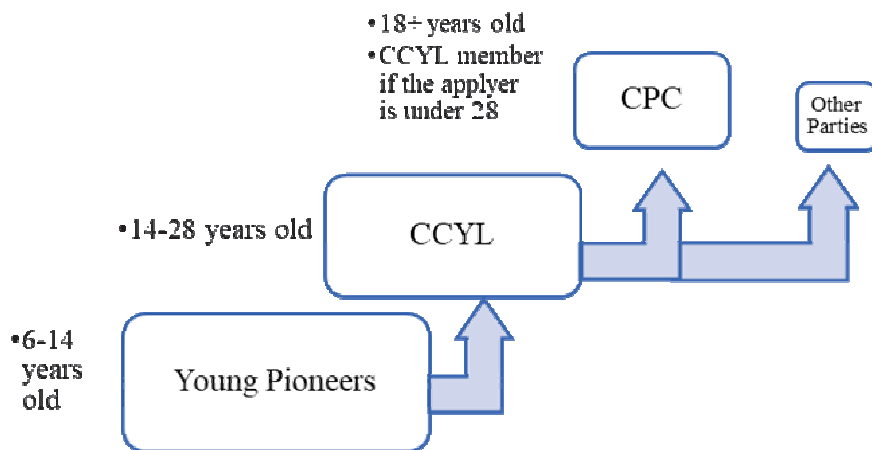 •18+ years old
•CCYL member
if the applyer
is under 28
CPC
Other
Parties
•14-28 years old
CCYL
•6-14
years
old
Young Pioneers